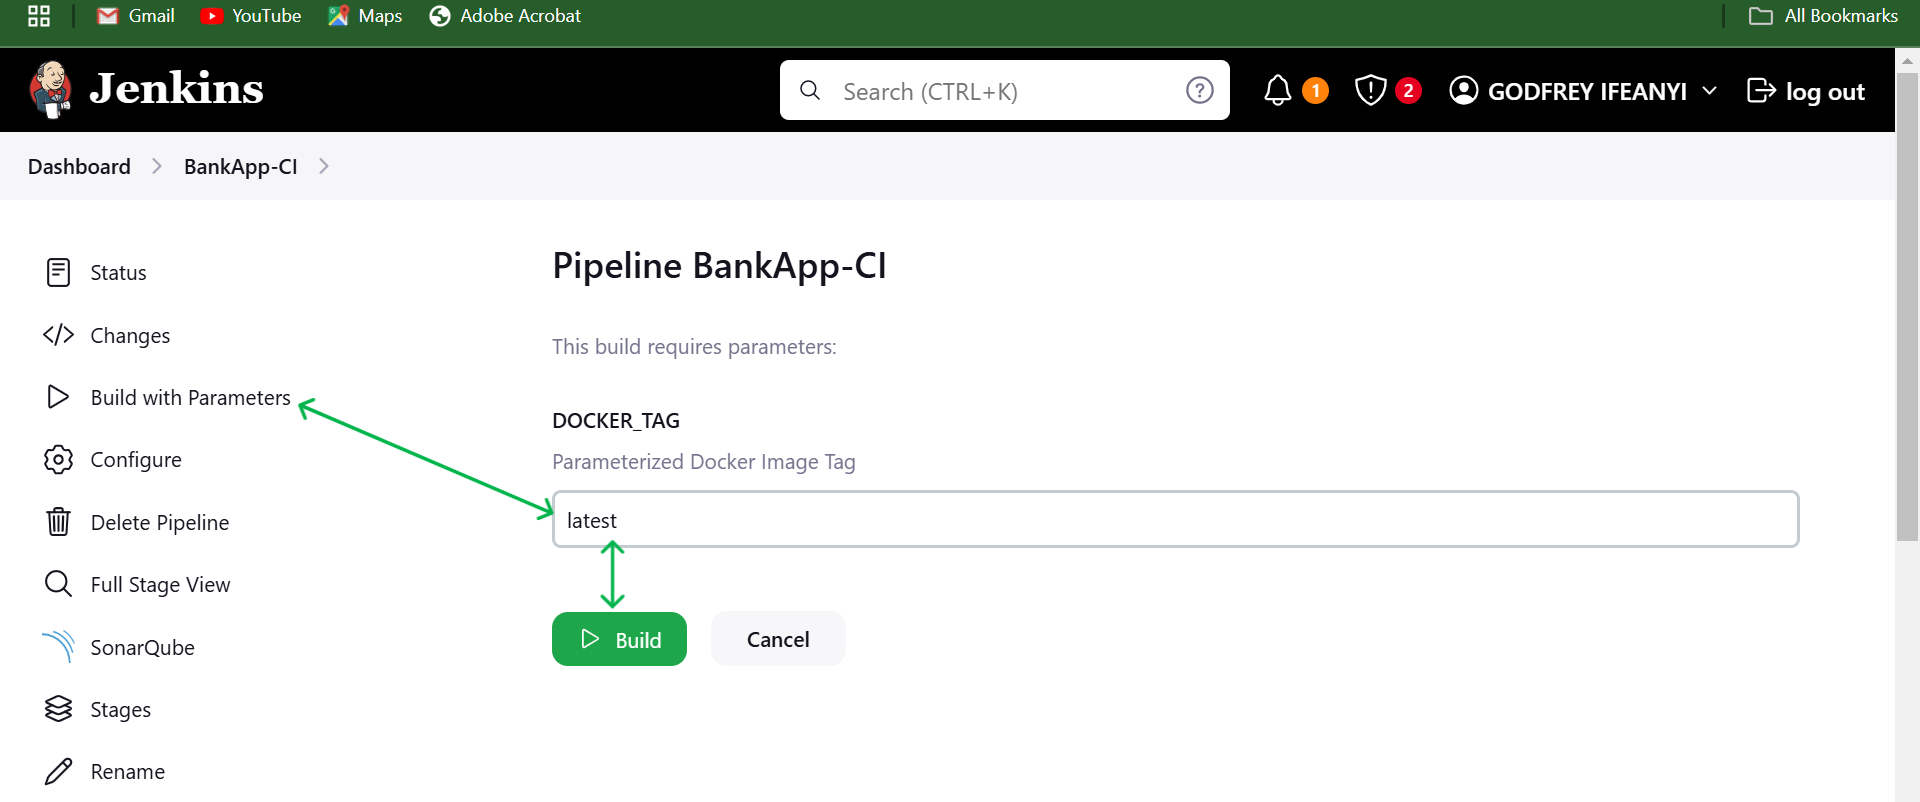 Gmail YouTube Maps Adobe Acrobat All Bookmarks
Jenkins Search (CTRL+K) ? 1 2 GODFREY IFEANYI log out
Dashboard BankApp-CI
Pipeline BankApp-CI
Status
Changes
This build requires parameters:
Build with Parameters
DOCKER_TAG
Configure
Parameterized Docker Image Tag
Delete Pipeline
latest
Full Stage View
Build Cancel
SonarQube
Stages
Rename